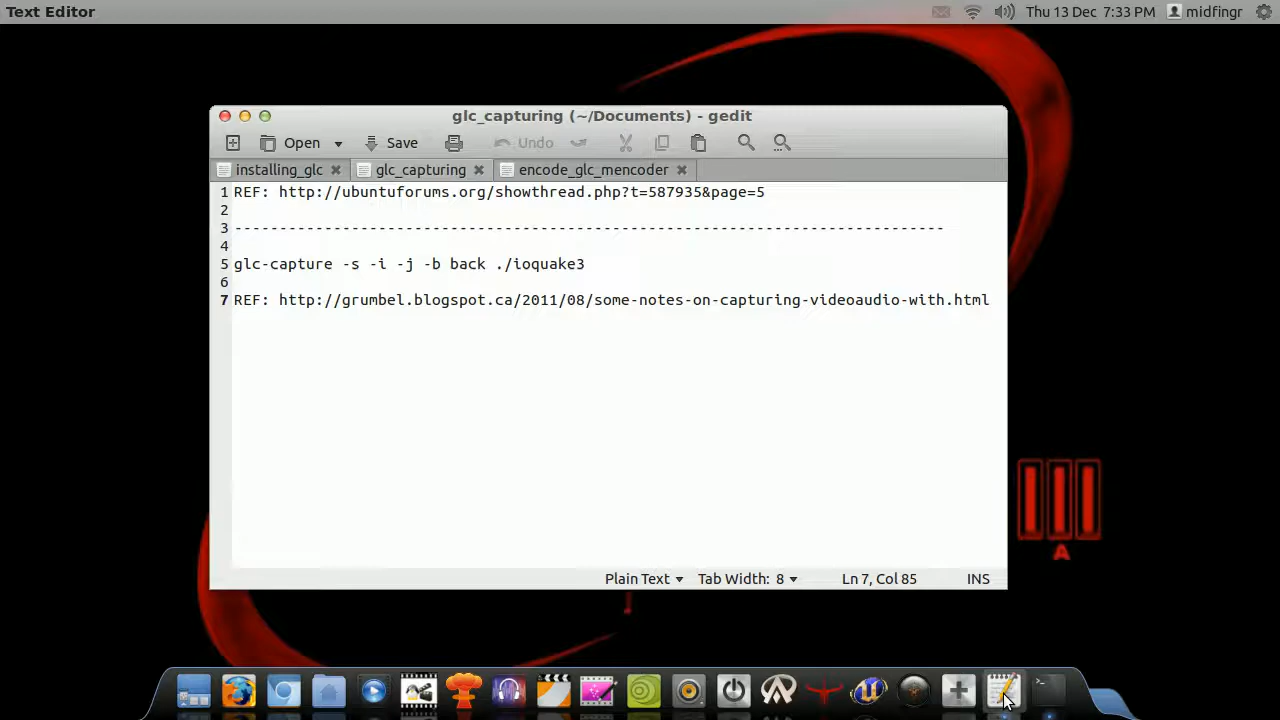 Text Editor
Thu 13 Dec 7:33 PM midfingr
glc_capturing (~/Documents) - gedit
Open Save Undo
installing_glc glc_capturing encode_glc_mencoder
1 REF: http://ubuntuforums.org/showthread.php?t=587935&page=5
2
3 -------------------------------------------------------------------------------
4
5 glc-capture -s -i -j -b back ./ioquake3
6
7 REF: http://grumbel.blogspot.ca/2011/08/some-notes-on-capturing-videoaudio-with.html
Plain Text Tab Width: 8 Ln 7, Col 85 INS
A